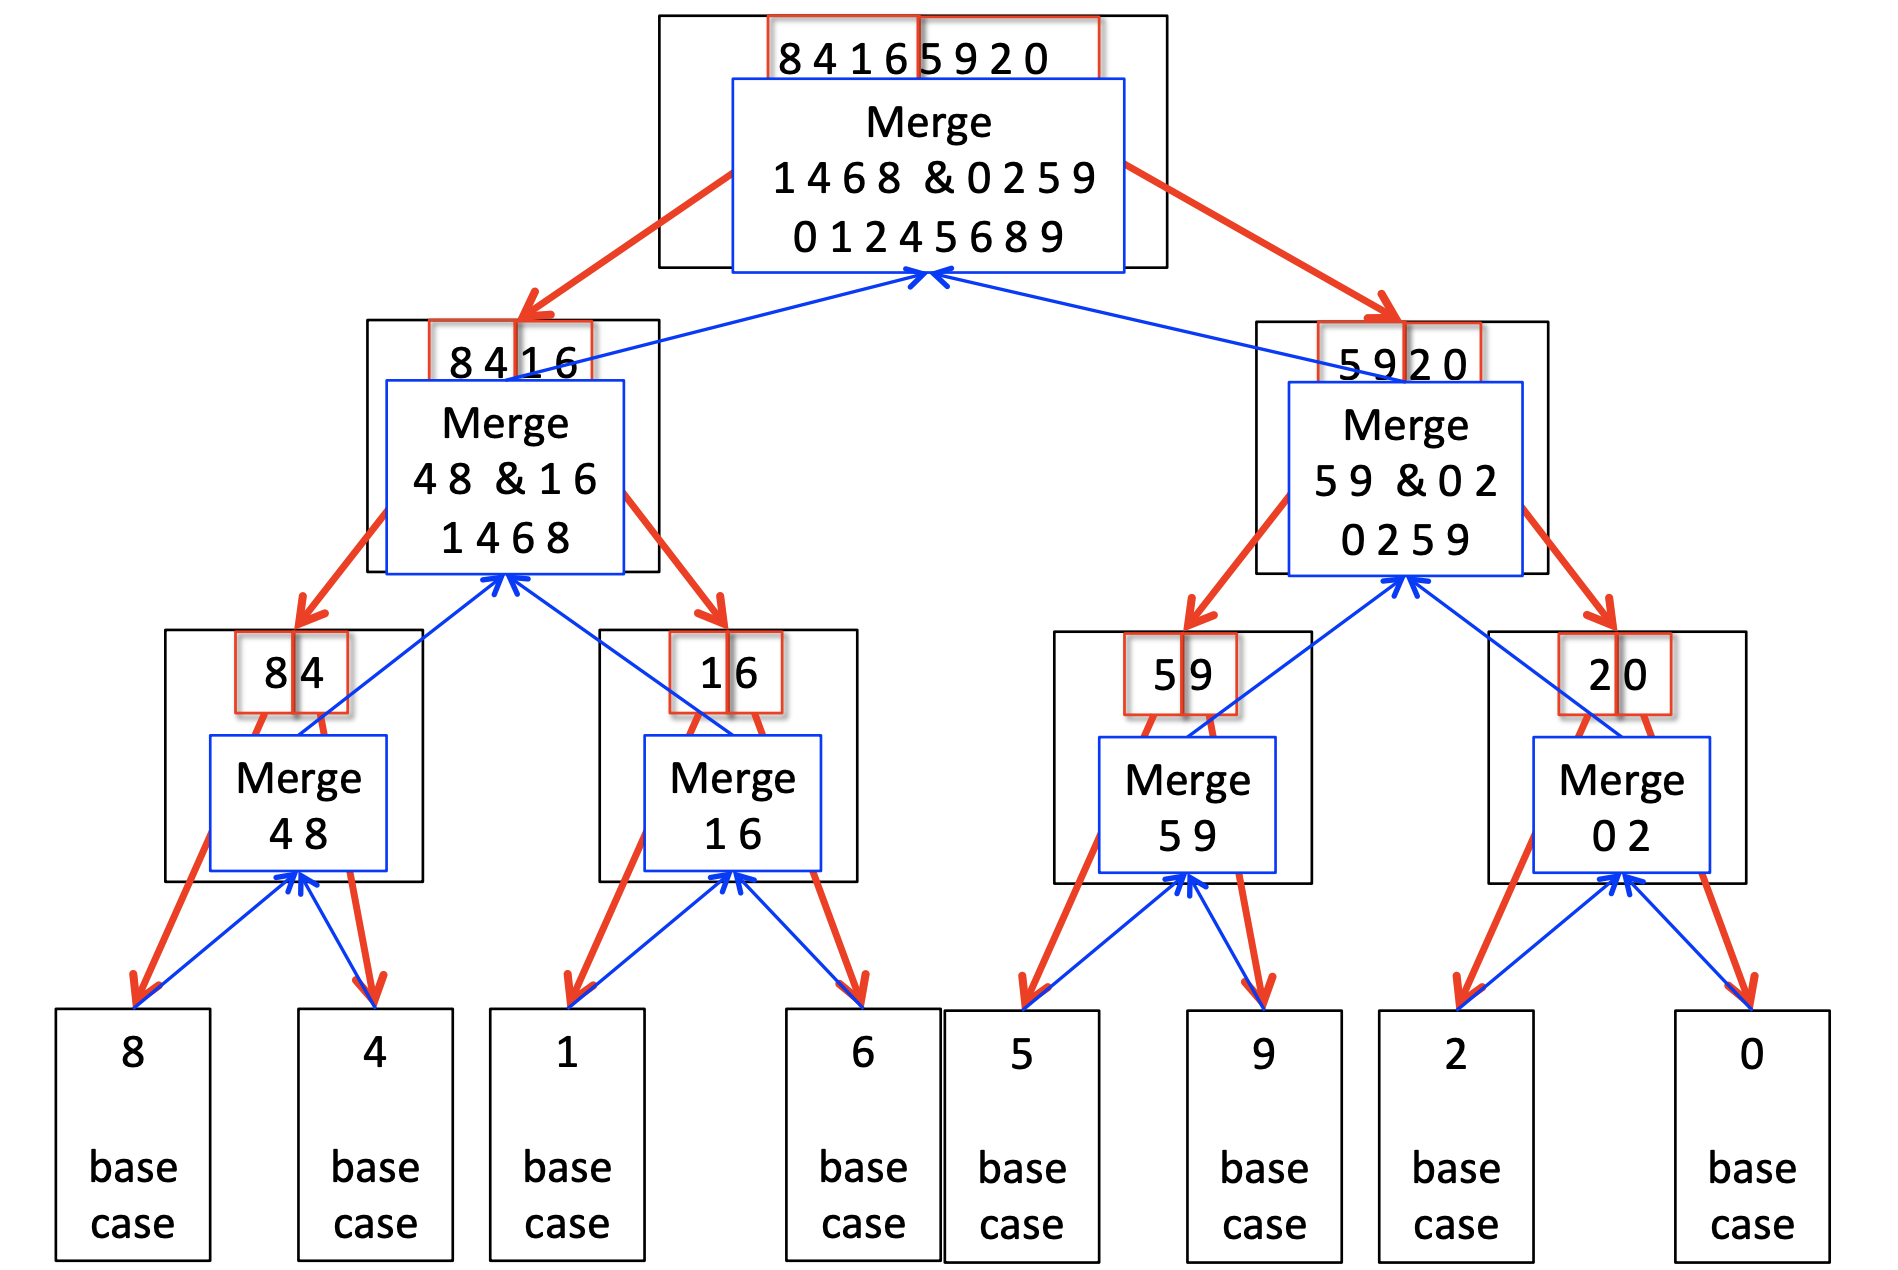 8 4 1 6 5 9 2 0
Merge
1 4 6 8 & 0 2 5 9
0 1 2 4 5 6 8 9
8 4 1 6
Merge
4 8 & 1 6
1 4 6 8
5 9 2 0
Merge
5 9 & 0 2
0 2 5 9
8 4
Merge
4 8
1 6
Merge
1 6
5 9
Merge
5 9
2 0
Merge
0 2
8
base
case
4
base
case
1
base
case
6
base
case
5
base
case
9
base
case
2
base
case
0
base
case